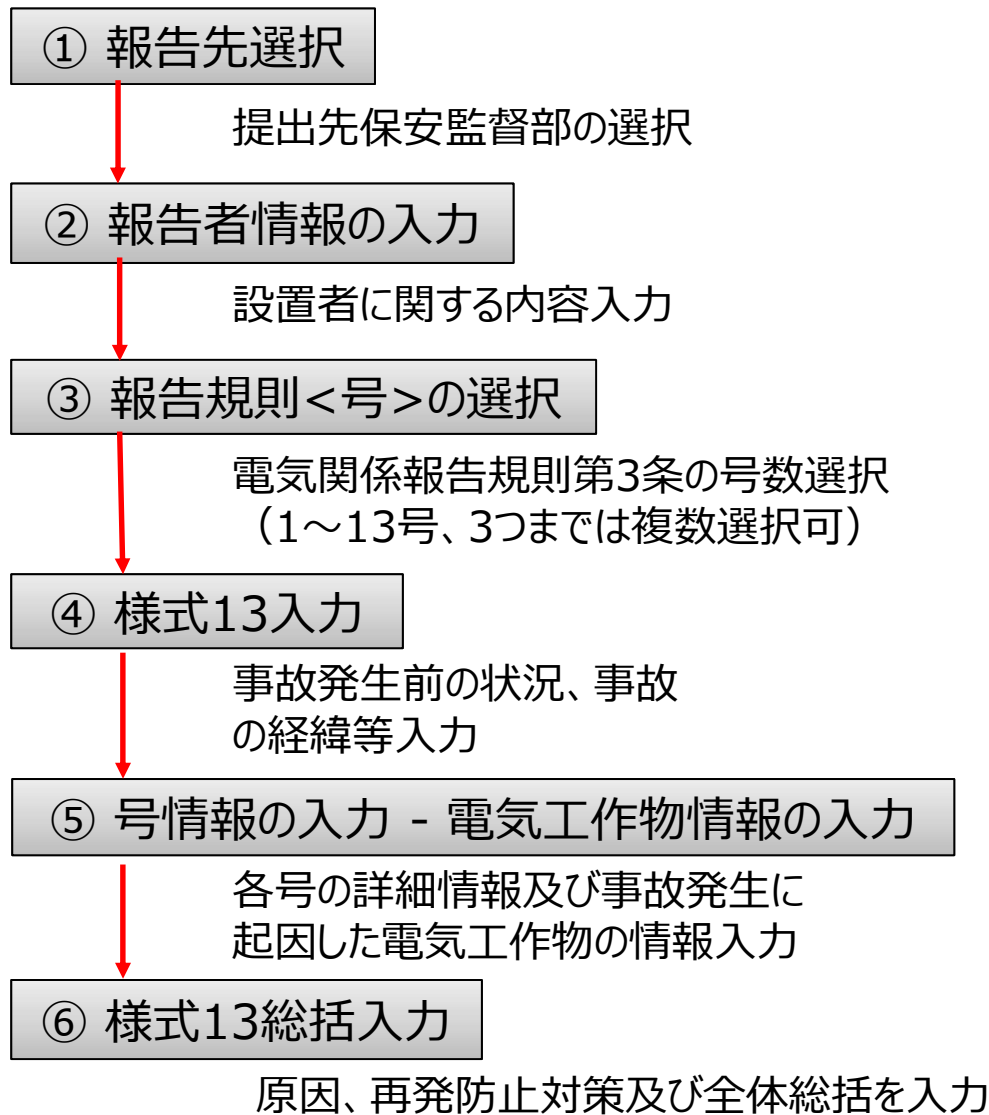 ① 報告先選択
提出先保安監督部の選択
② 報告者情報の入力
設置者に関する内容入力
③ 報告規則<号>の選択
電気関係報告規則第3条の号数選択
（1～13号、3つまでは複数選択可）
④ 様式13入力
事故発生前の状況、事故
の経緯等入力
⑤ 号情報の入力 - 電気工作物情報の入力
各号の詳細情報及び事故発生に
起因した電気工作物の情報入力
⑥ 様式13総括入力
原因、再発防止対策及び全体総括を入力